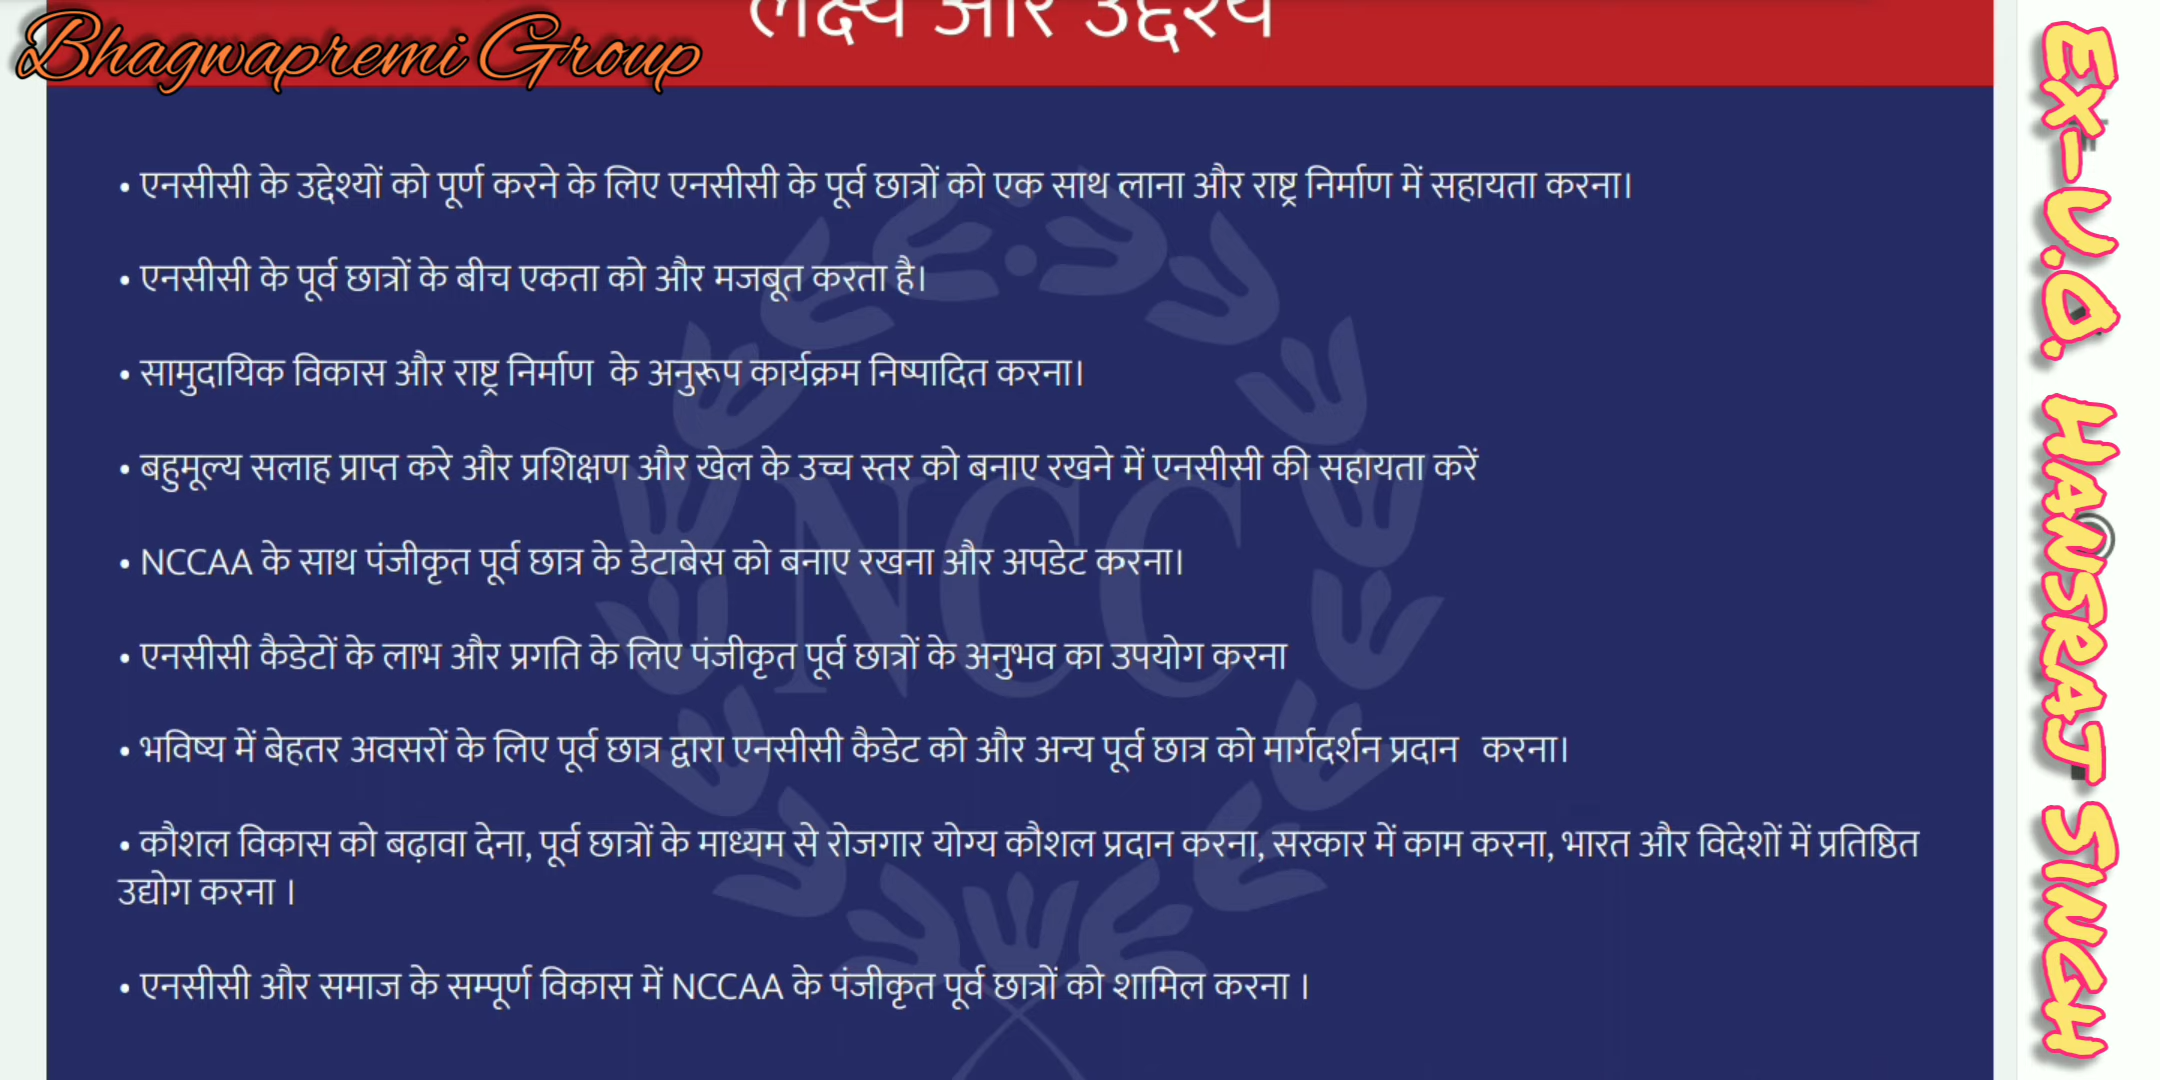 लक्ष्य और उद्देश्य
Bhagwapremi Group
• एनसीसी के उद्देश्यों को पूर्ण करने के लिए एनसीसी के पूर्व छात्रों को एक साथ लाना और राष्ट्र निर्माण में सहायता करना।
• एनसीसी के पूर्व छात्रों के बीच एकता को और मजबूत करता है।
• सामुदायिक विकास और राष्ट्र निर्माण के अनुरूप कार्यक्रम निष्पादित करना।
• बहुमूल्य सलाह प्राप्त करे और प्रशिक्षण और खेल के उच्च स्तर को बनाए रखने में एनसीसी की सहायता करें
• NCCAA के साथ पंजीकृत पूर्व छात्र के डेटाबेस को बनाए रखना और अपडेट करना।
• एनसीसी कैडेटों के लाभ और प्रगति के लिए पंजीकृत पूर्व छात्रों के अनुभव का उपयोग करना
• भविष्य में बेहतर अवसरों के लिए पूर्व छात्र द्वारा एनसीसी कैडेट को और अन्य पूर्व छात्र को मार्गदर्शन प्रदान करना।
• कौशल विकास को बढ़ावा देना, पूर्व छात्रों के माध्यम से रोजगार योग्य कौशल प्रदान करना, सरकार में काम करना, भारत और विदेशों में प्रतिष्ठित
उद्योग करना ।
• एनसीसी और समाज के सम्पूर्ण विकास में NCCAA के पंजीकृत पूर्व छात्रों को शामिल करना ।
NCC
Ex-U.O. HANSRAJ SINGH